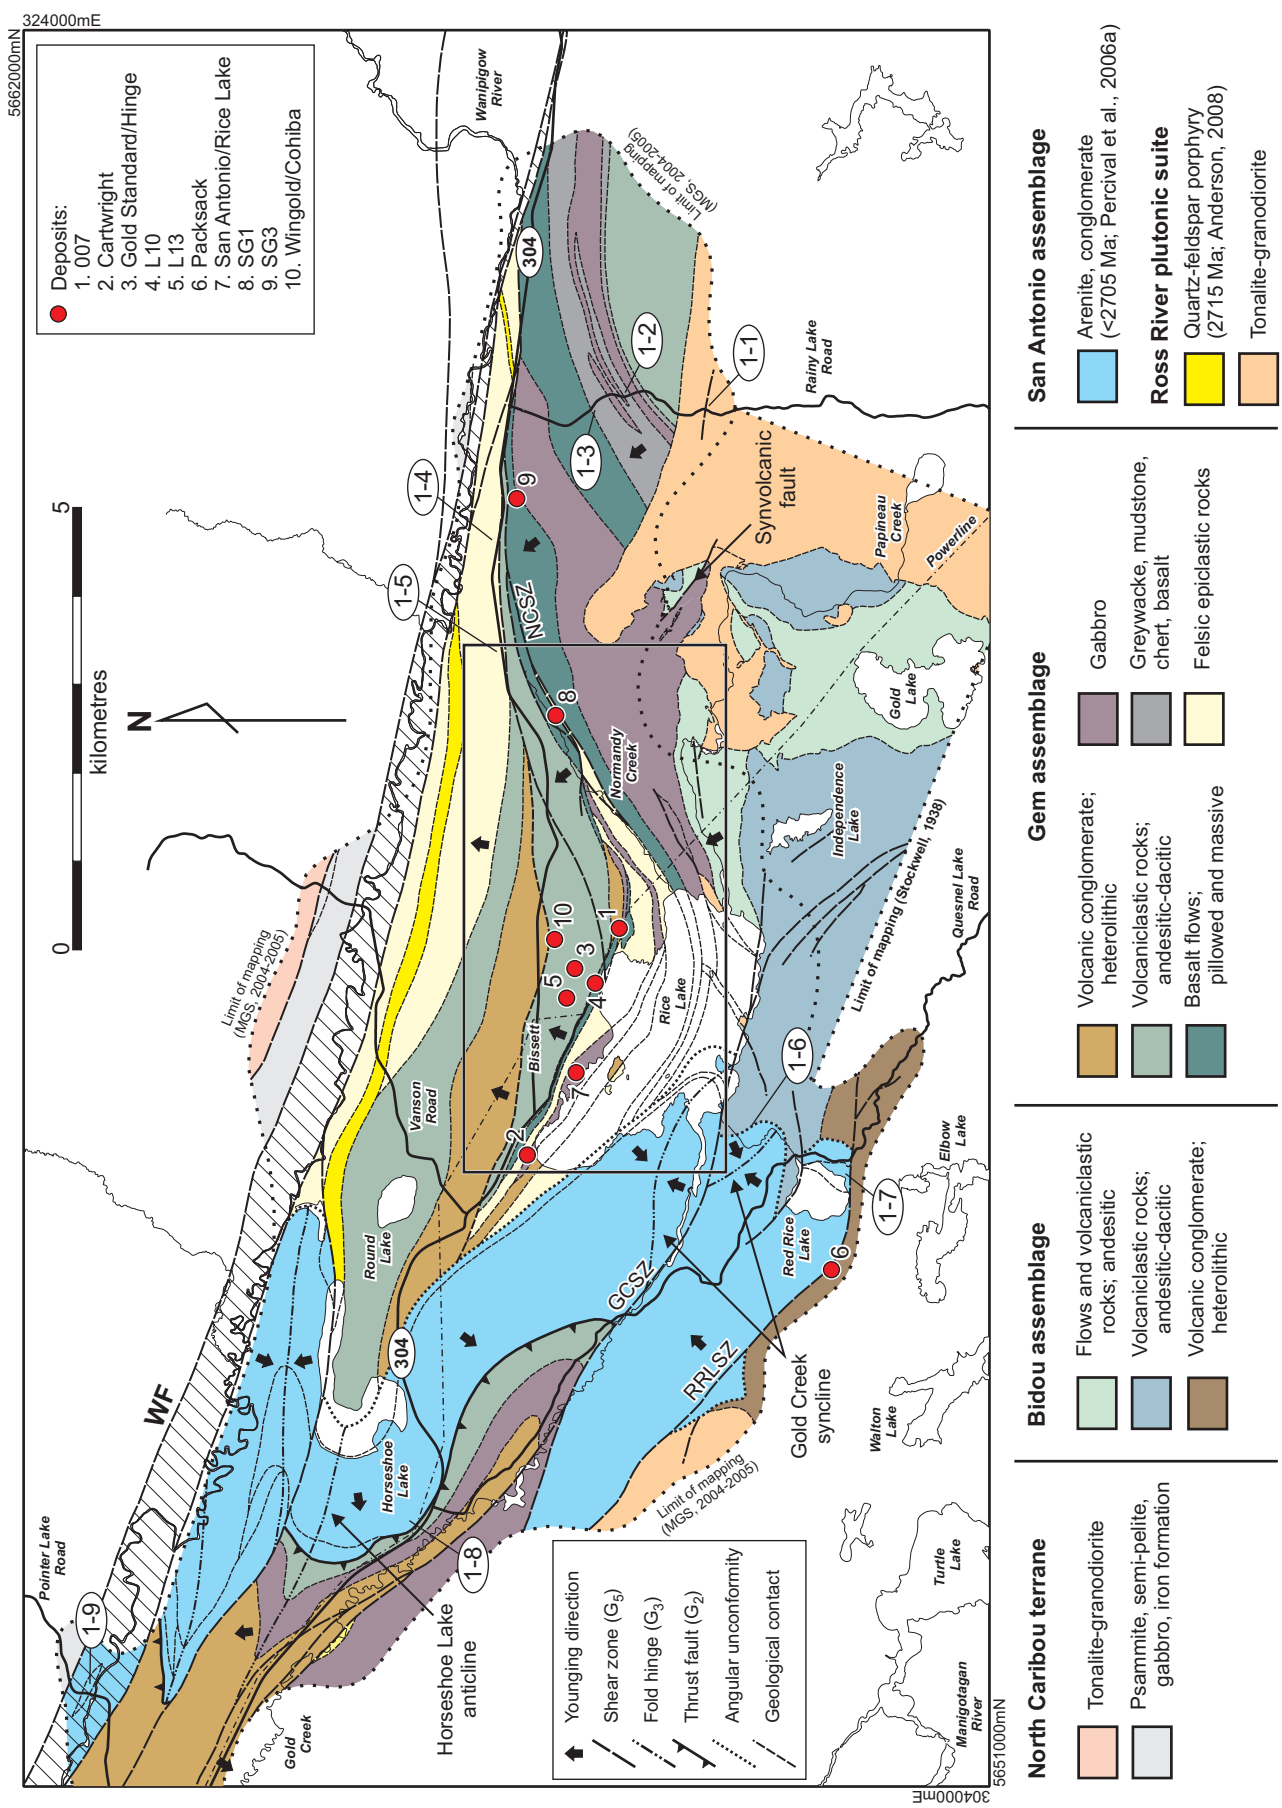 5662000mN
324000mE
Deposits:
1. 007
2. Cartwright
3. Gold Standard/Hinge
4. L10
5. L13
6. Packsack
7. San Antonio/Rice Lake
8. SG1
9. SG3
10. Wingold/Cohiba
Wanipigow
River
Limit of mapping
(MGS, 2004-2005)
304
1-2
1-1
1-3
Rainy Lake
Road
1-4
5
kilometres
0
N
1-5
9
NCSZ
Synvolcanic
fault
Papineau
Creek
Powerline
8
Normandy
Creek
Gold
Lake
Independence
Lake
Limit of mapping (Stockwell, 1938)
Quesnel Lake
Road
Limit of mapping
(MGS, 2004-2005)
10
1
3
5
4
Rice
Lake
Bissett
7
2
Vanson
Road
1-6
Elbow
Lake
1-7
Round
Lake
Red Rice
Lake
6
GCSZ
304
RRLSZ
Gold Creek
syncline
Walton
Lake
WF
Horseshoe
Lake
Limit of mapping
(MGS, 2004-2005)
1-8
Horseshoe Lake
anticline
Pointer Lake
Road
1-9
Gold
Creek
Turtle
Lake
Manigotagan
River
Younging direction
Shear zone (G5)
Fold hinge (G3)
Thrust fault (G2)
Angular unconformity
Geological contact
5651000mN
304000mE
North Caribou terrane
Tonalite-granodiorite
Psammite, semi-pelite,
gabbro, iron formation
Bidou assemblage
Flows and volcaniclastic
rocks; andesitic
Volcaniclastic rocks;
andesitic-dacitic
Volcanic conglomerate;
heterolithic
Gem assemblage
Volcanic conglomerate;
heterolithic
Volcaniclastic rocks;
andesitic-dacitic
Basalt flows;
pillowed and massive
Gabbro
Greywacke, mudstone,
chert, basalt
Felsic epiclastic rocks
San Antonio assemblage
Arenite, conglomerate
(<2705 Ma; Percival et al., 2006a)
Ross River plutonic suite
Quartz-feldspar porphyry
(2715 Ma; Anderson, 2008)
Tonalite-granodiorite